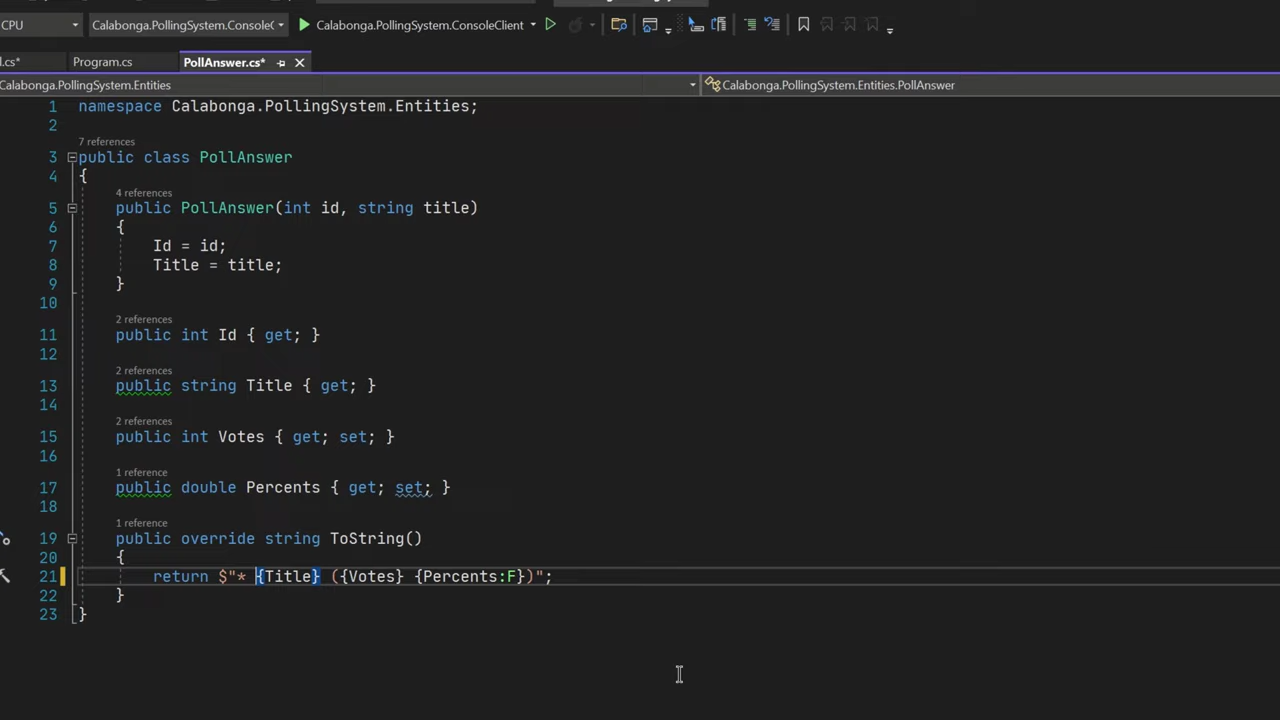 CPU Calabonga.PollingSystem.ConsoleC Calabonga.PollingSystem.ConsoleClient
l.cs* Program.cs PollAnswer.cs*
Calabonga.PollingSystem.Entities Calabonga.PollingSystem.Entities.PollAnswer
1 namespace Calabonga.PollingSystem.Entities;
2
7 references
3 public class PollAnswer
4 {
4 references
5 public PollAnswer(int id, string title)
6 {
7 Id = id;
8 Title = title;
9 }
10
2 references
11 public int Id { get; }
12
2 references
13 public string Title { get; }
14
2 references
15 public int Votes { get; set; }
16
1 reference
17 public double Percents { get; set; }
18
1 reference
19 public override string ToString()
20 {
21 return $"* {Title} ({Votes} {Percents:F})";
22 }
23 }